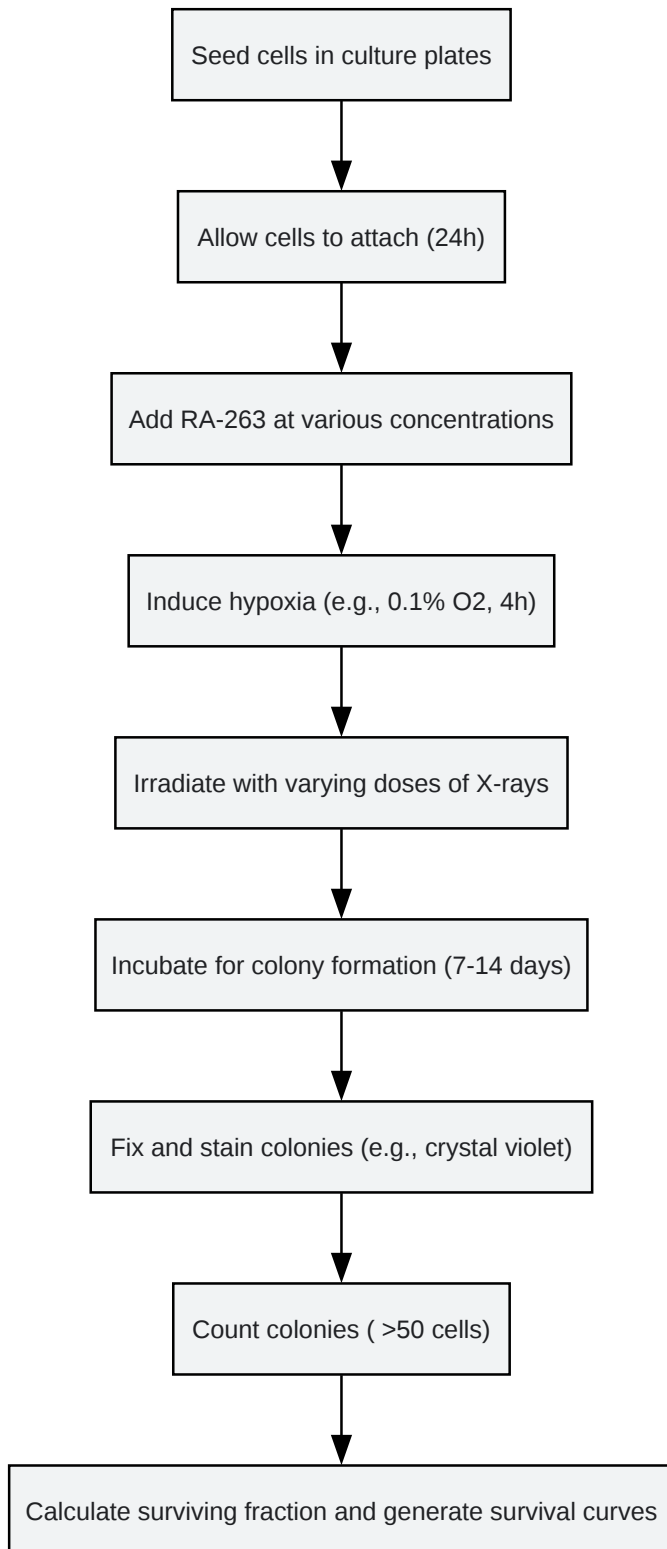 Seed cells in culture plates
Allow cells to attach (24h)
Add RA-263 at various concentrations
Induce hypoxia (e.g., 0.1% O2, 4h)
Irradiate with varying doses of X-rays
Incubate for colony formation (7-14 days)
Fix and stain colonies (e.g., crystal violet)
Count colonies ( >50 cells)
Calculate surviving fraction and generate survival curves